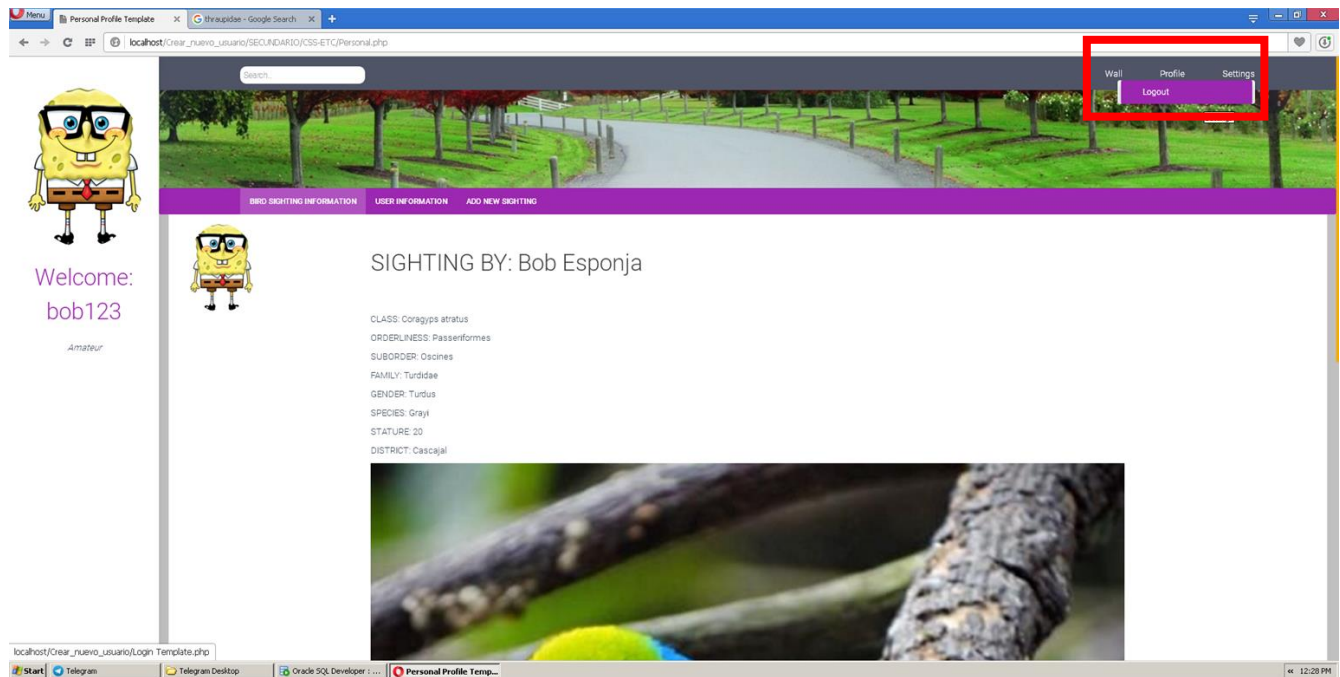 Menu
Personal Profile Template
thraupidae - Google Search
localhost/Crear_nuevo_usuario/SECUNDARIO/CSS-ETC/Personal.php
Search..
Wall Profile Settings
Logout
BIRD SIGHTING INFORMATION USER INFORMATION ADD NEW SIGHTING
Welcome:
bob123
Amateur
SIGHTING BY: Bob Esponja
CLASS: Coragyps atratus
ORDERLINESS: Passeriformes
SUBORDER: Oscines
FAMILY: Turdidae
GENDER: Turdus
SPECIES: Grayi
STATURE: 20
DISTRICT: Cascajal
localhost/Crear_nuevo_usuario/Login Template.php
Start Telegram Telegram Desktop Oracle SQL Developer : ... Personal Profile Temp... « 12:28 PM